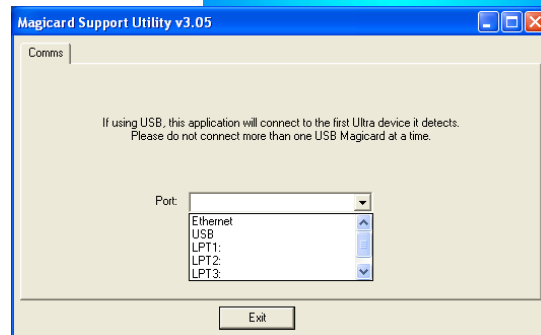 Magicard Support Utility v3.05
Comms
If using USB, this application will connect to the first Ultra device it detects.
Please do not connect more than one USB Magicard at a time.
Port:
Ethernet
USB
LPT1:
LPT2:
LPT3:
Exit